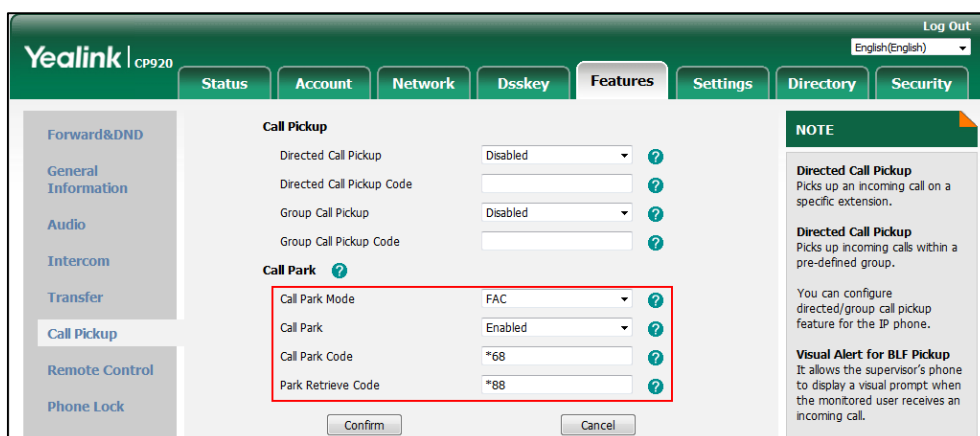 Log Out
Yealink | CP920
English(English)
Status Account Network Dsskey Features Settings Directory Security
Forward&DND
General
Information
Audio
Intercom
Transfer
Call Pickup
Remote Control
Phone Lock
Call Pickup
Directed Call Pickup Disabled
Directed Call Pickup Code
Group Call Pickup Disabled
Group Call Pickup Code
Call Park
Call Park Mode FAC
Call Park Enabled
Call Park Code *68
Park Retrieve Code *88
Confirm Cancel
NOTE
Directed Call Pickup
Picks up an incoming call on a
specific extension.
Directed Call Pickup
Picks up incoming calls within a
pre-defined group.
You can configure
directed/group call pickup
feature for the IP phone.
Visual Alert for BLF Pickup
It allows the supervisor's phone
to display a visual prompt when
the monitored user receives an
incoming call.